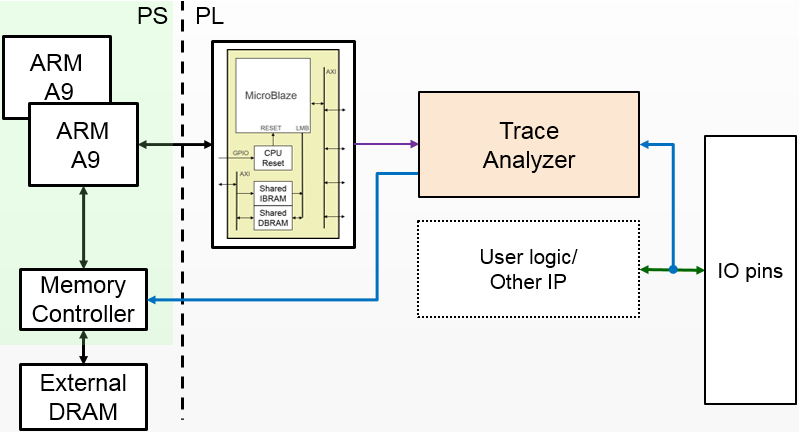 PS
PL
ARM
A9
ARM
A9
Memory
Controller
External
DRAM
MicroBlaze
AXI
RESET
LMB
GPIO
CPU
Reset
AXI
Shared
IBRAM
Shared
DBRAM
Trace
Analyzer
User logic/
Other IP
IO pins